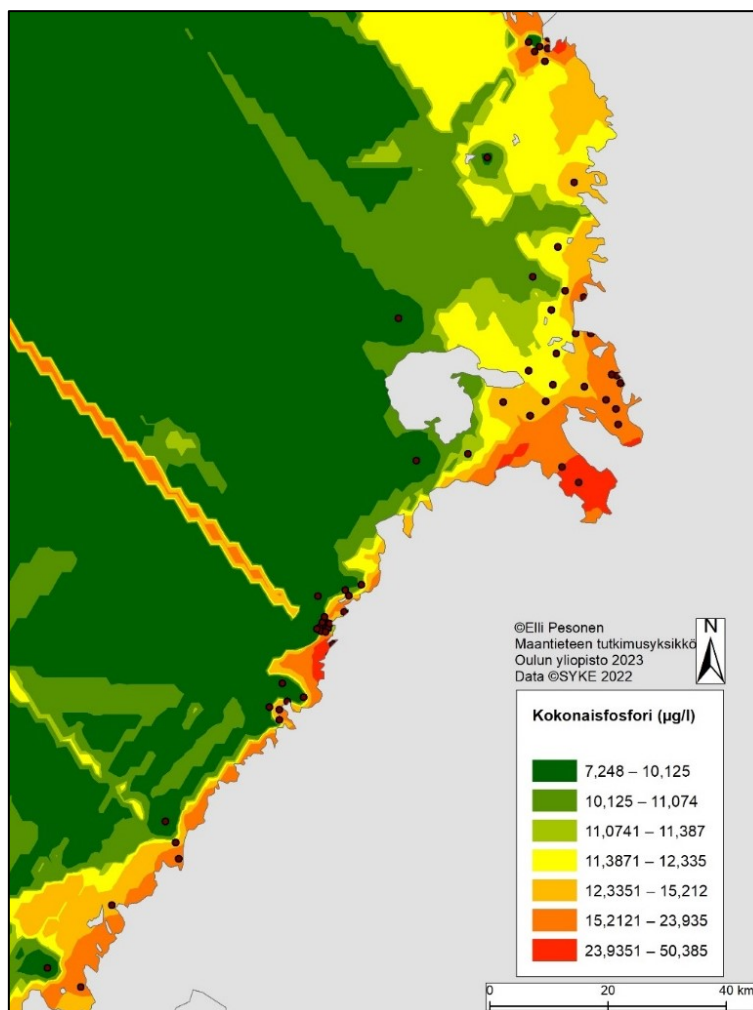 ©Elli Pesonen
Maantieteen tutkimusyksikkö
Oulun yliopisto 2023
Data ©SYKE 2022
N
Kokonaisfosfori (µg/l)
7,248 – 10,125
10,125 – 11,074
11,0741 – 11,387
11,3871 – 12,335
12,3351 – 15,212
15,2121 – 23,935
23,9351 – 50,385
0 20 40 km